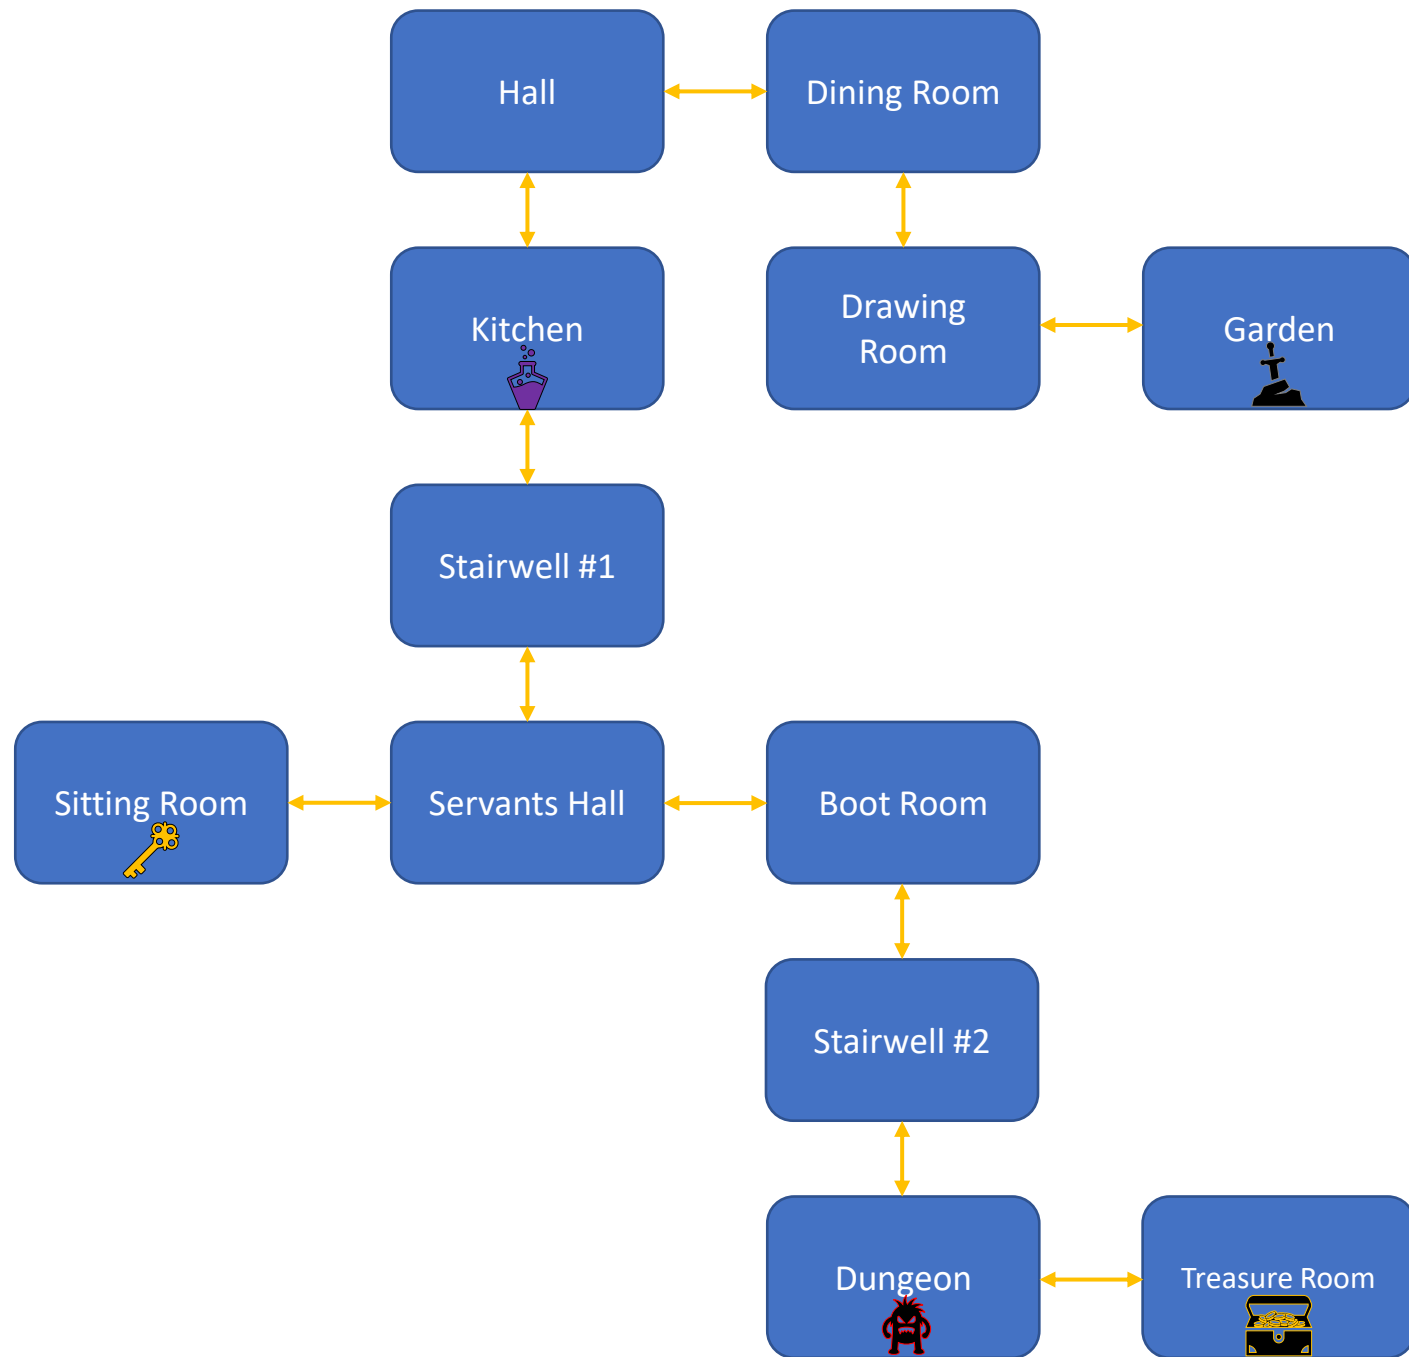 Hall
Dining Room
Kitchen
Drawing
Room
Garden
Stairwell #1
Sitting Room
Servants Hall
Boot Room
Stairwell #2
Dungeon
Treasure Room